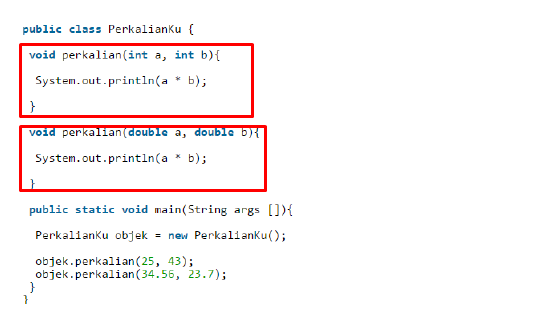 public class PerkalianKu {
void perkalian(int a, int b){
System.out.println(a * b);
}
void perkalian(double a, double b){
System.out.println(a * b);
}
public static void main(String args []){
PerkalianKu objek = new PerkalianKu();
objek.perkalian(25, 43);
objek.perkalian(34.56, 23.7);
}
}